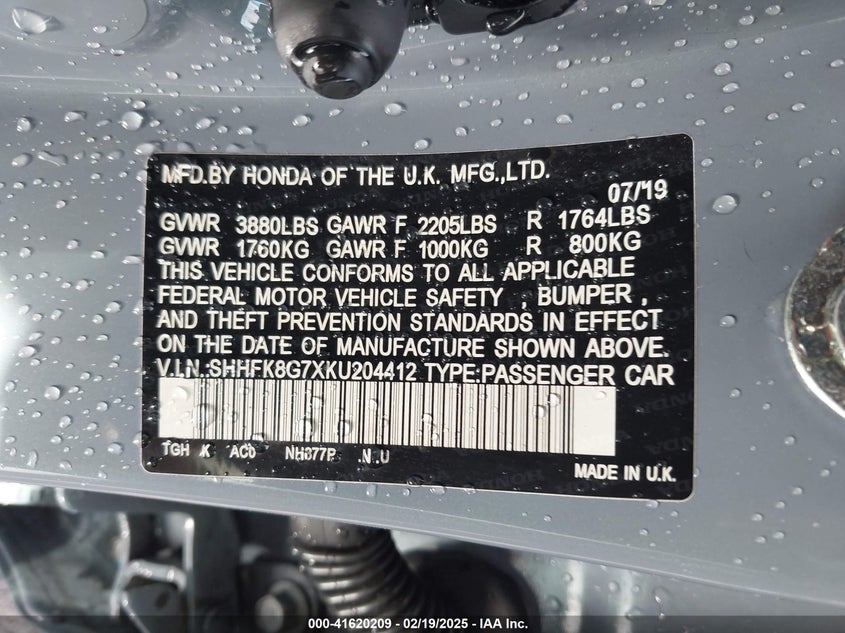 MFD.BY HONDA OF THE U.K. MFG.,LTD.
07/19
GVWR 3880LBS GAWR F 2205LBS R 1764LBS
GVWR 1760KG GAWR F 1000KG R 800KG
THIS VEHICLE CONFORMS TO ALL APPLICABLE
FEDERAL MOTOR VEHICLE SAFETY , BUMPER ,
AND THEFT PREVENTION STANDARDS IN EFFECT
ON THE DATE OF MANUFACTURE SHOWN ABOVE.
V.I.N.:SHHFK8G7XKU204412 TYPE:PASSENGER CAR
TGH K AC0 NH877P
MADE IN U.K.
000-41620209 / 02/19/2025 - IAA Inc.